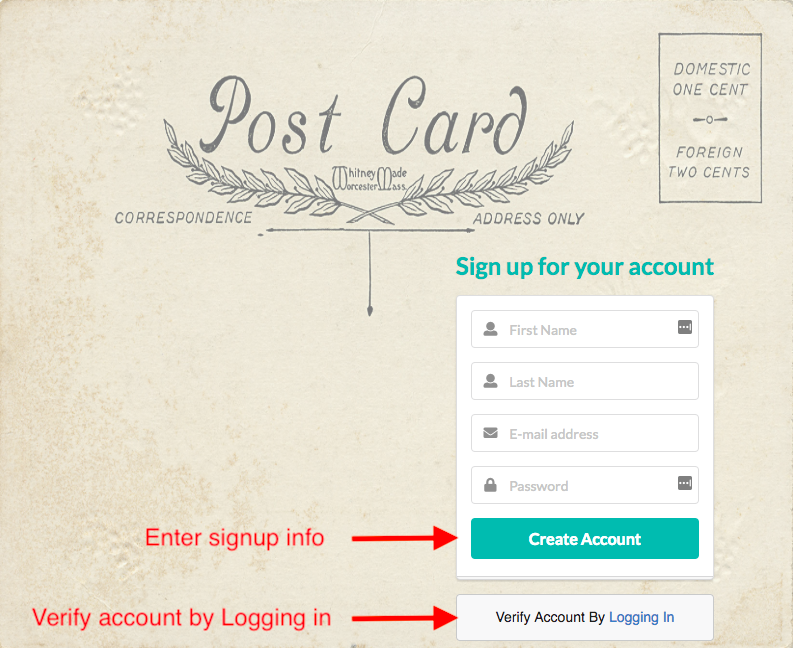 Post Card
Whitney Made
Worcester Mass.
CORRESPONDENCE
ADDRESS ONLY
DOMESTIC
ONE CENT
FOREIGN
TWO CENTS
Sign up for your account
First Name
Last Name
E-mail address
Password
Enter signup info
Create Account
Verify account by Logging in
Verify Account By Logging In